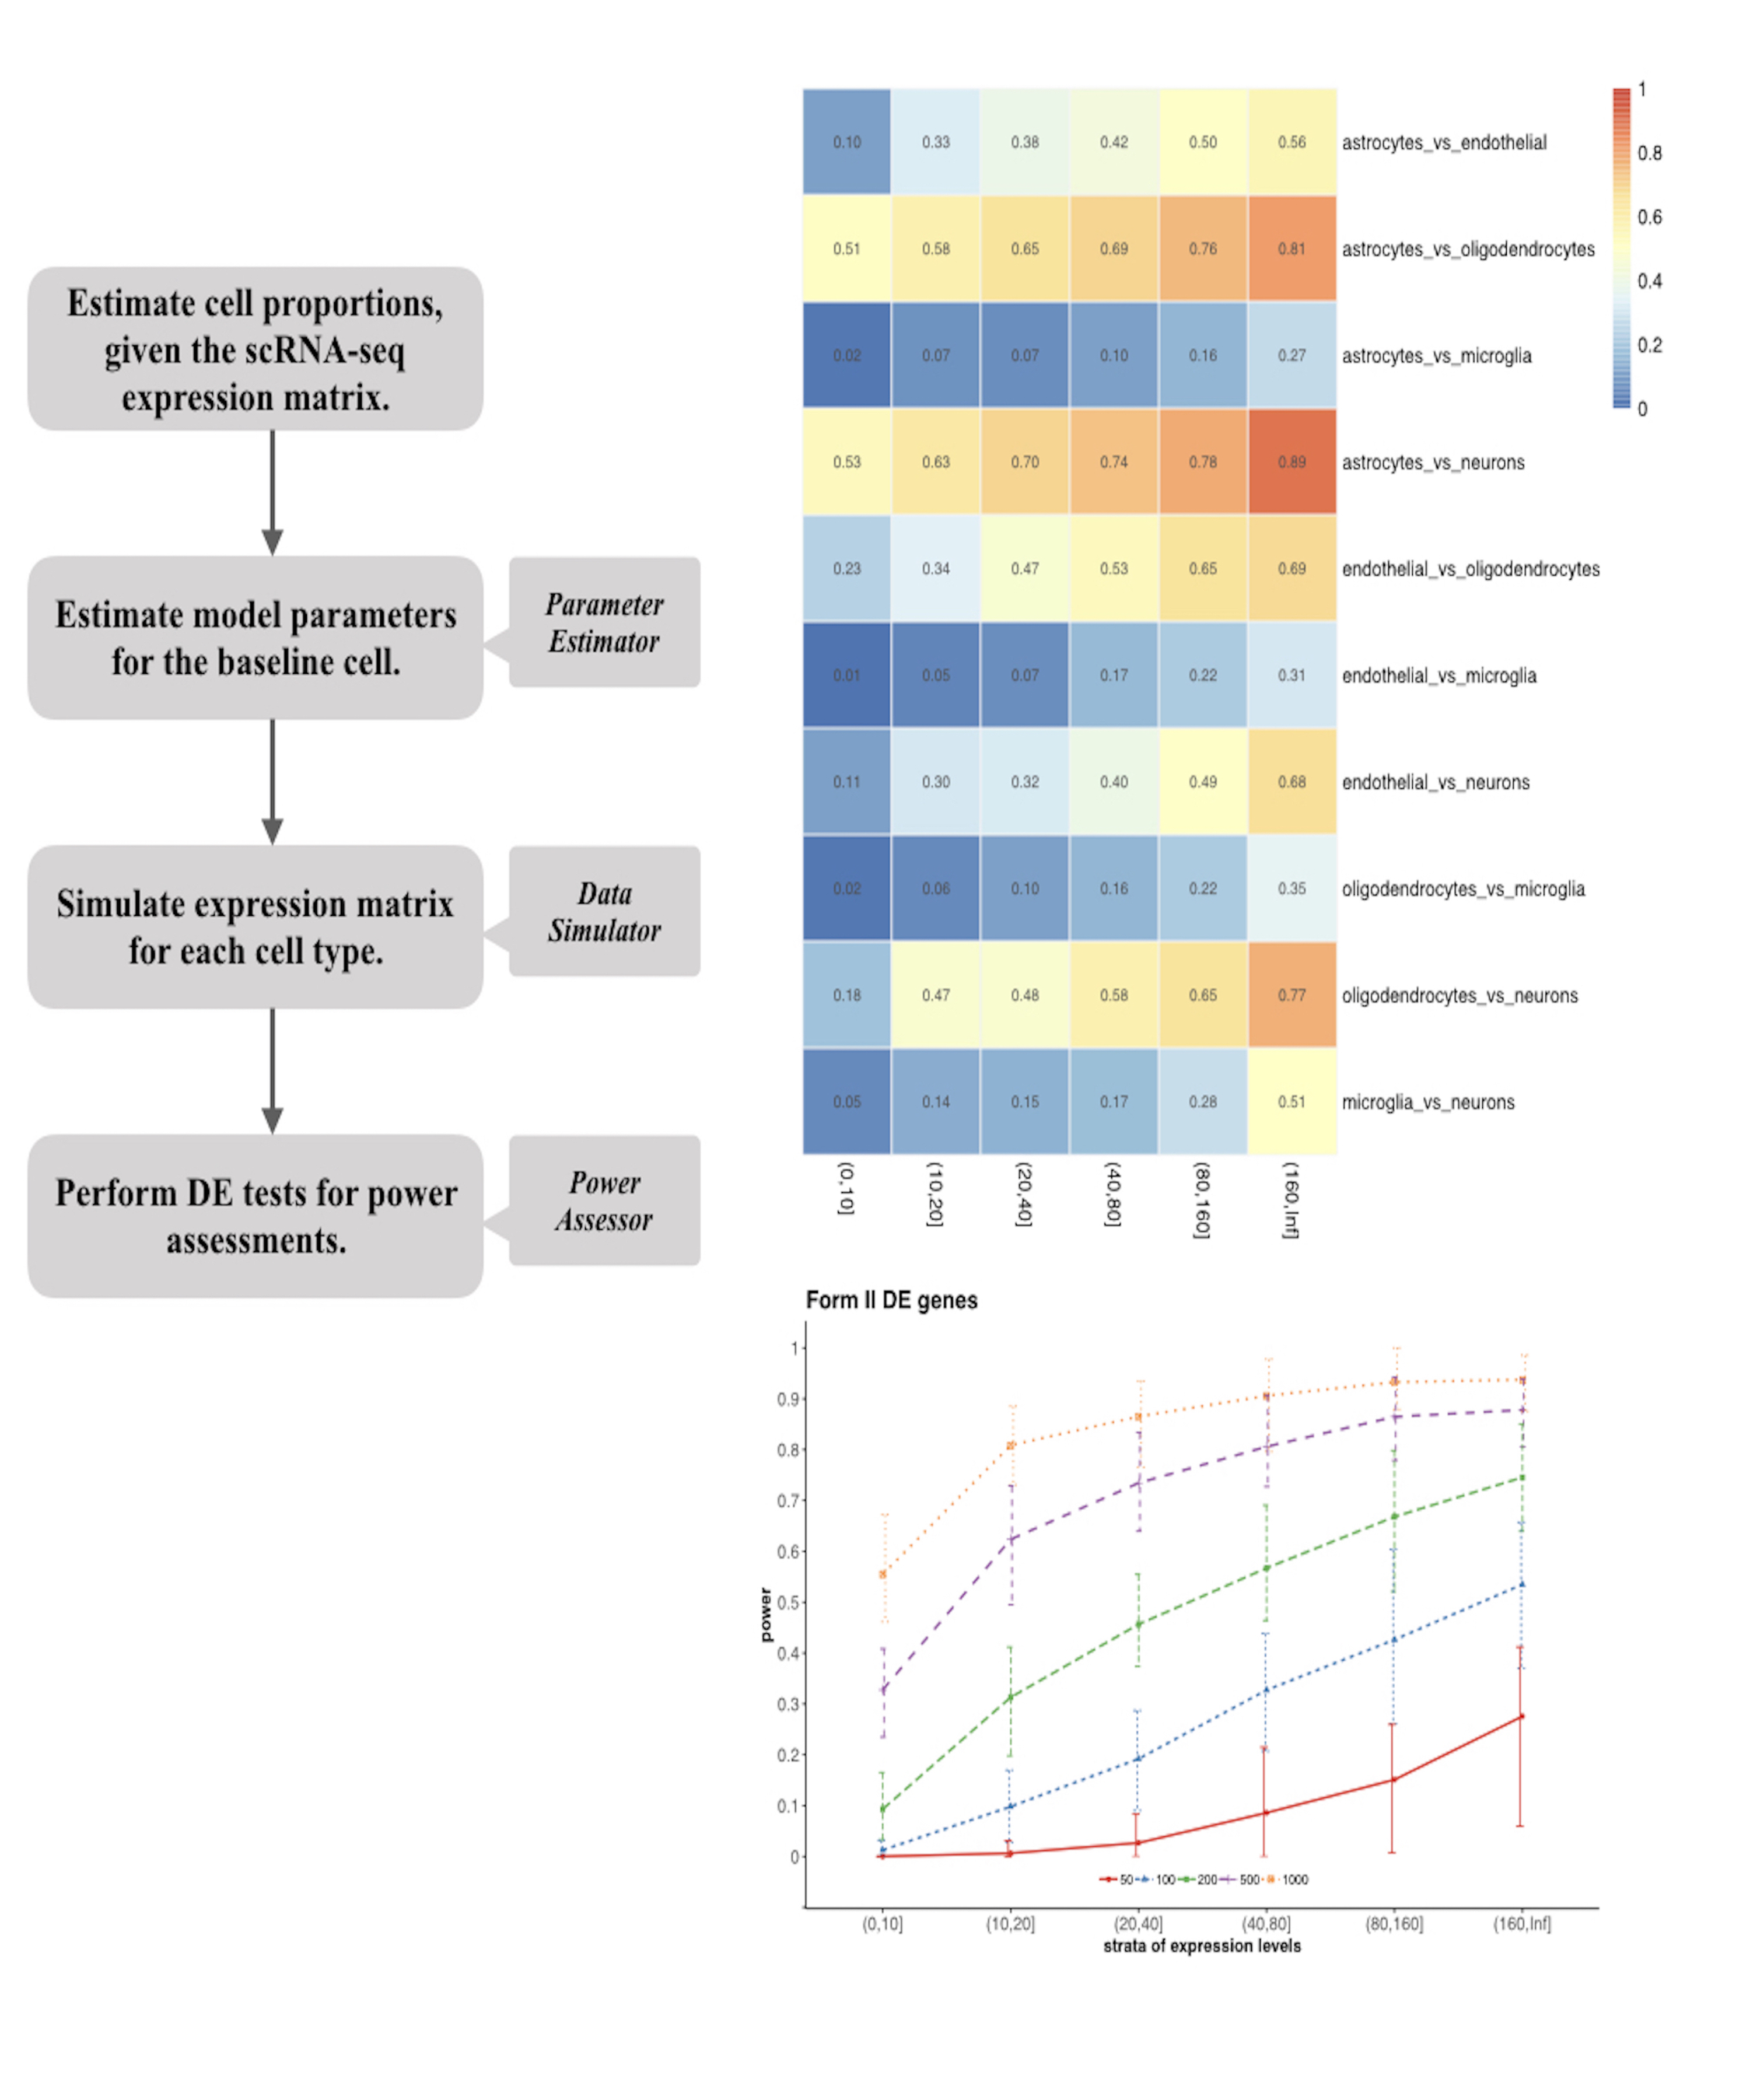 Estimate cell proportions,
given the scRNA-seq
expression matrix.
Estimate model parameters
for the baseline cell.
Parameter
Estimator
Simulate expression matrix
for each cell type.
Data
Simulator
Perform DE tests for power
assessments.
Power
Assessor
0.10 0.33 0.38 0.42 0.50 0.56 astrocytes_vs_endothelial
0.51 0.58 0.65 0.69 0.76 0.81 astrocytes_vs_oligodendrocytes
0.02 0.07 0.07 0.10 0.16 0.27 astrocytes_vs_microglia
0.53 0.63 0.70 0.74 0.78 0.89 astrocytes_vs_neurons
0.23 0.34 0.47 0.53 0.65 0.69 endothelial_vs_oligodendrocytes
0.01 0.05 0.07 0.17 0.22 0.31 endothelial_vs_microglia
0.11 0.30 0.32 0.40 0.49 0.68 endothelial_vs_neurons
0.02 0.06 0.10 0.16 0.22 0.35 oligodendrocytes_vs_microglia
0.18 0.47 0.48 0.58 0.65 0.77 oligodendrocytes_vs_neurons
0.05 0.14 0.15 0.17 0.28 0.51 microglia_vs_neurons
(0,10] (10,20] (20,40] (40,80] (80,160] (160,Inf]
1
0.8
0.6
0.4
0.2
0
Form II DE genes
1
0.9
0.8
0.7
0.6
0.5
0.4
0.3
0.2
0.1
0
power
50 100 200 500 1000
(0,10] (10,20] (20,40] (40,80] (80,160] (160,Inf]
strata of expression levels